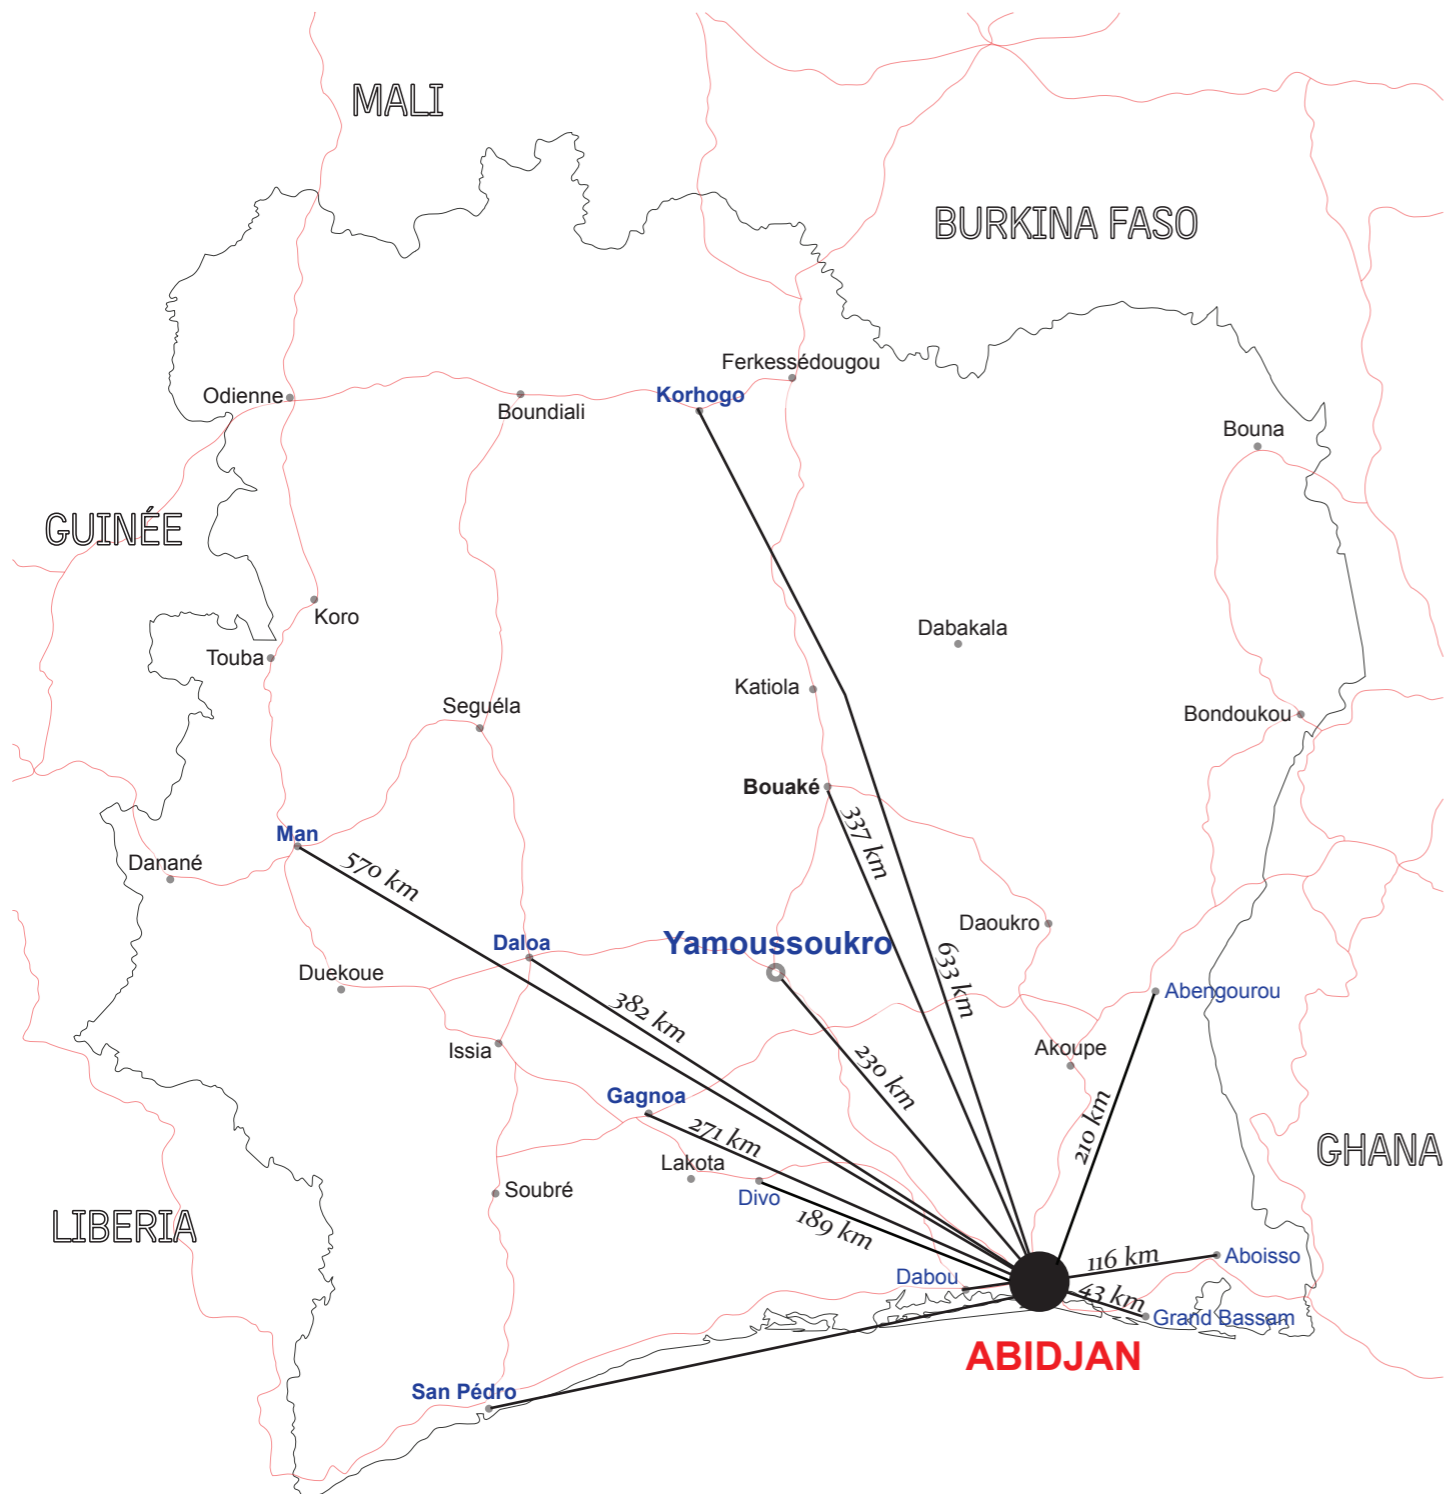 MALI
BURKINA FASO
Ferkessédougou
Korhogo
Odienne
Boundiali
Bouna
GUINÉE
Koro
Dabakala
Touba
Katiola
Seguéla
Bondoukou
Bouaké
337 km
Man
570 km
Danané
Daoukro
Daloa
Yamoussoukro
633 km
Duekoue
Abengourou
382 km
Issia
Akoupe
230 km
Gagnoa
271 km
210 km
GHANA
Lakota
Soubré
Divo
189 km
LIBERIA
116 km
Aboisso
Dabou
43 km
Grand Bassam
ABIDJAN
San Pédro